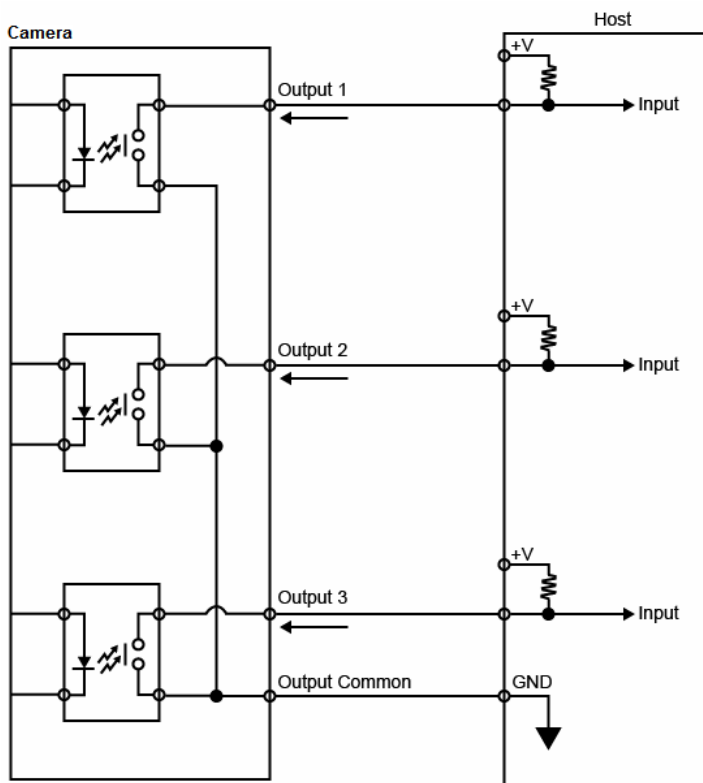 Camera
Host
+V
Output 1
Input
+V
Output 2
Input
+V
Output 3
Input
Output Common
GND